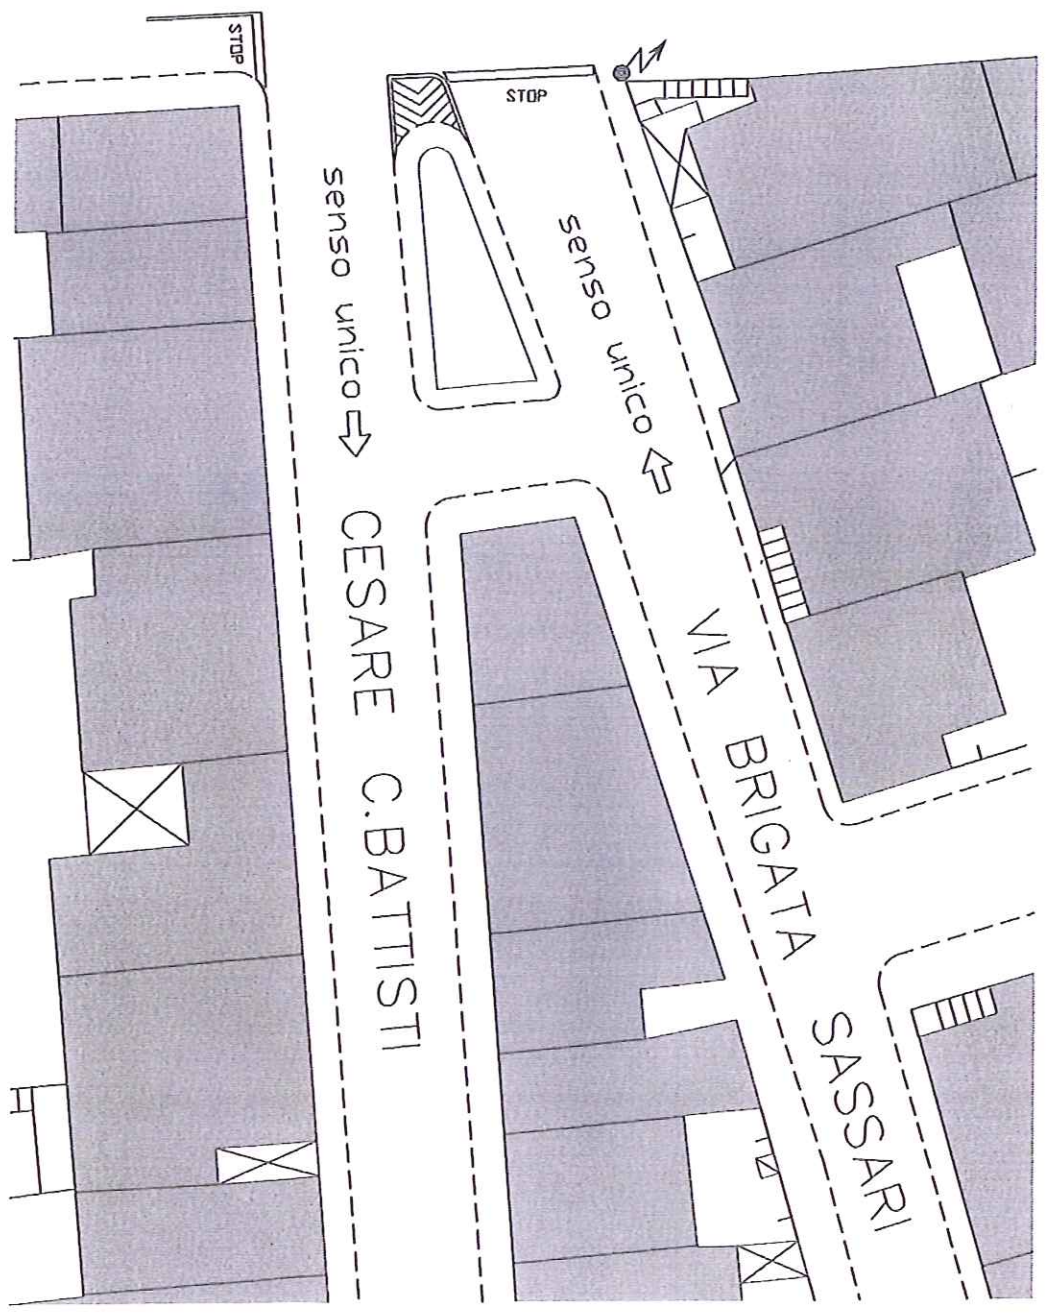 STOP
STOP
senso unico
senso unico
CESARE C.BATTISTI
VIA BRIGATA SASSARI